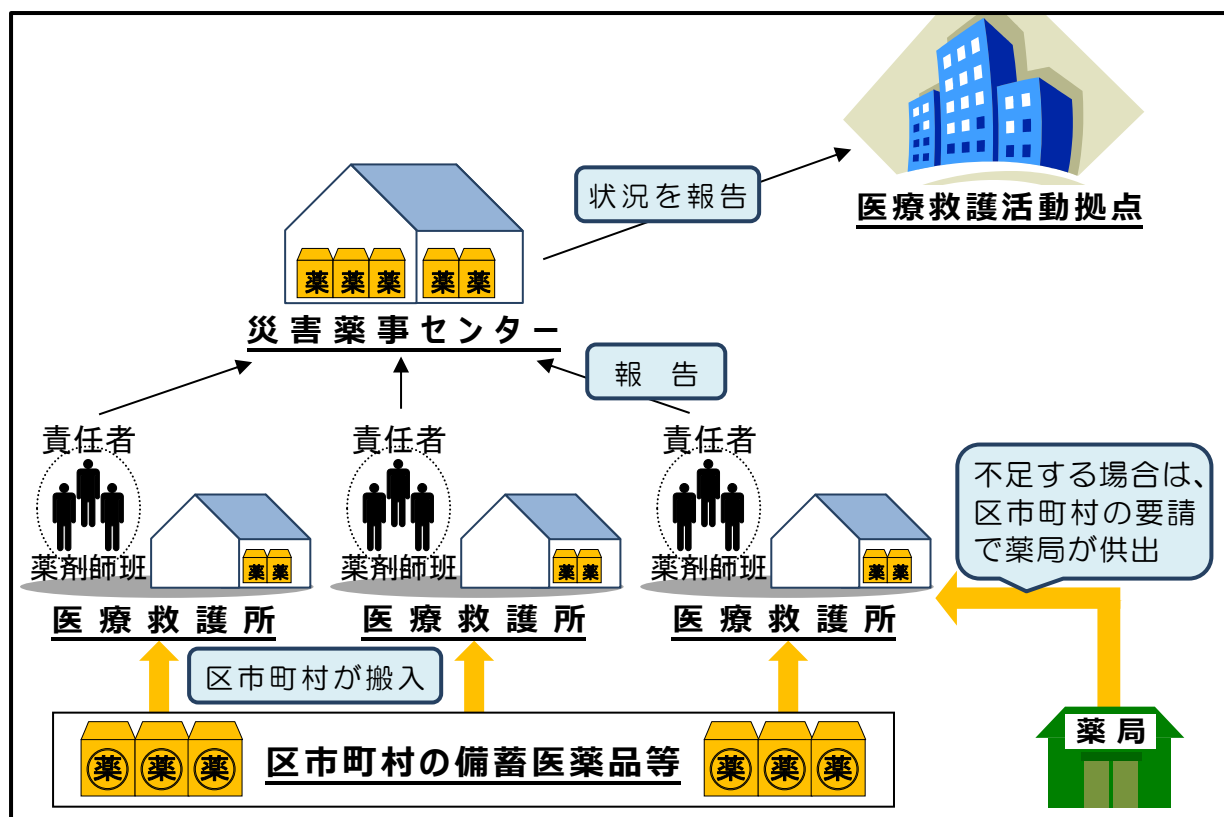 状況を報告
医療救護活動拠点
薬薬薬 薬薬
災害薬事センター
報 告
責任者
責任者
責任者
不足する場合は、
区市町村の要請
で薬局が供出
薬薬
薬薬
薬薬
薬剤師班
薬剤師班
薬剤師班
医療救護所
医療救護所
医療救護所
区市町村が搬入
薬局
薬薬薬 区市町村の備蓄医薬品等 薬薬薬